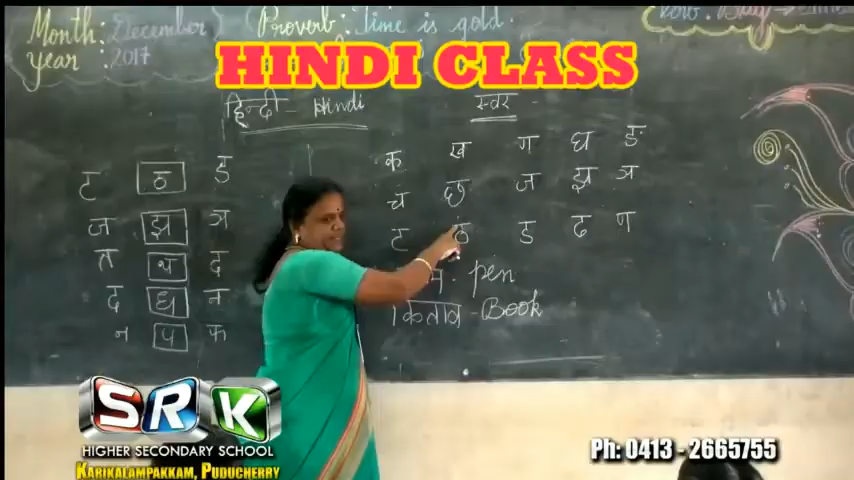 Month: December
Year: 2017
(Proverb: Time is gold.
HINDI CLASS
हिन्दी - Hindi
स्वर
ट ठ ड
ज झ ञ
त थ द
द ध न
न प फ
क ख ग घ ङ
च छ ज झ ञ
ट ठ ड ढ ण
म - pen
किताब - Book
SRK
HIGHER SECONDARY SCHOOL
KARIKALAMPAKKAM, PUDUCHERRY
Ph: 0413 - 2665755